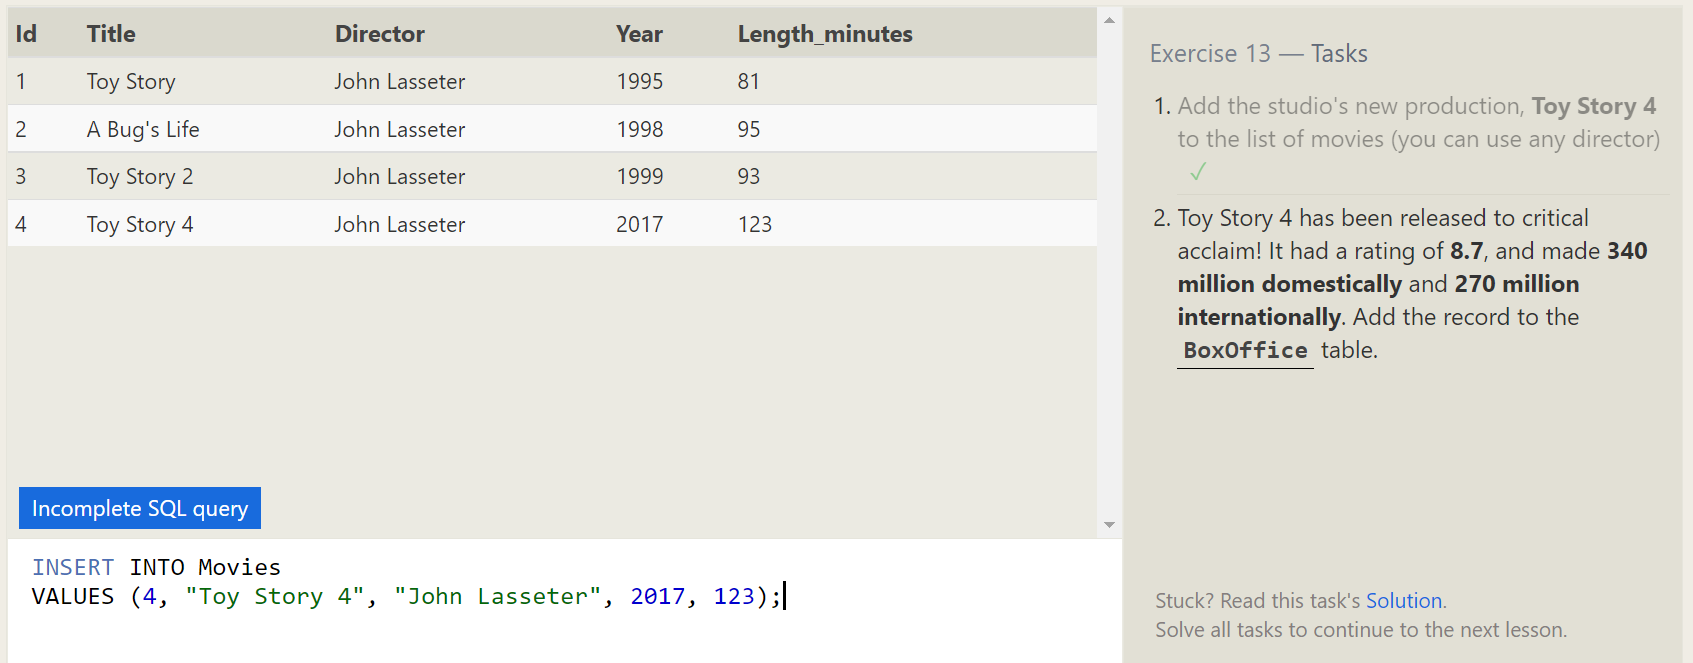 Id Title Director Year Length_minutes
1 Toy Story John Lasseter 1995 81
2 A Bug's Life John Lasseter 1998 95
3 Toy Story 2 John Lasseter 1999 93
4 Toy Story 4 John Lasseter 2017 123
Incomplete SQL query
INSERT INTO Movies
VALUES (4, "Toy Story 4", "John Lasseter", 2017, 123);
Exercise 13 — Tasks
1. Add the studio's new production, Toy Story 4
to the list of movies (you can use any director)
✓
2. Toy Story 4 has been released to critical
acclaim! It had a rating of 8.7, and made 340
million domestically and 270 million
internationally. Add the record to the
BoxOffice table.
Stuck? Read this task's Solution.
Solve all tasks to continue to the next lesson.